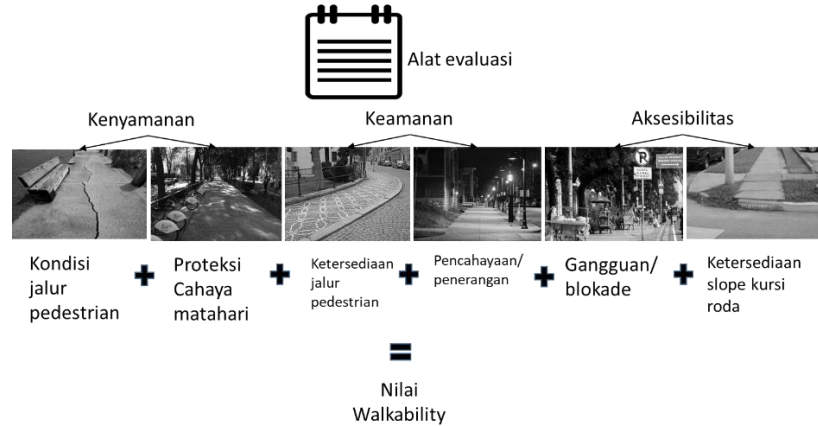 Alat evaluasi
Kenyamanan
Keamanan
Aksesibilitas
Kondisi
jalur
pedestrian
+
Proteksi
Cahaya
matahari
+
Ketersediaan
jalur
pedestrian
+
Pencahayaan/
penerangan
+
Gangguan/
blokade
+
Ketersediaan
slope kursi
roda
=
Nilai
Walkability